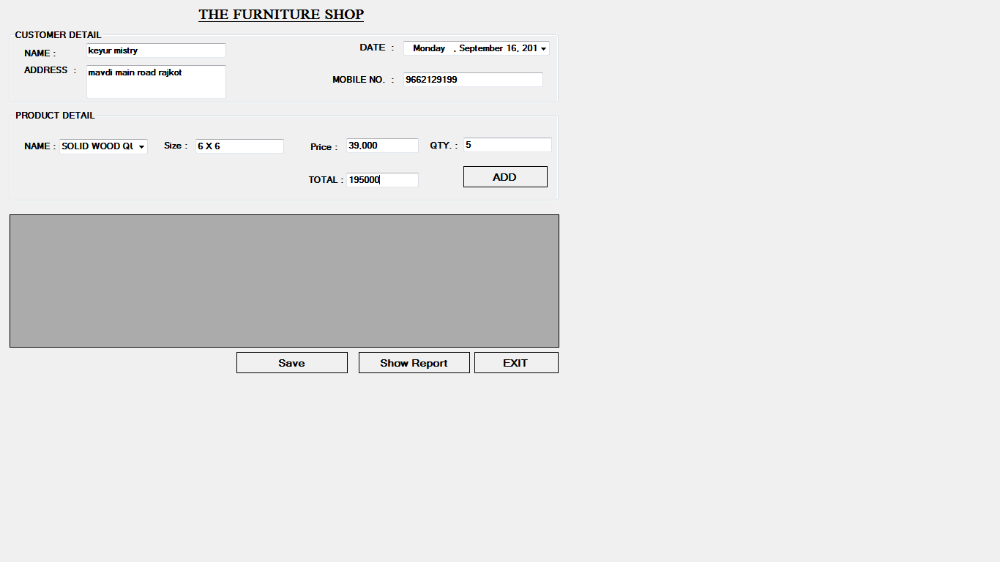 THE FURNITURE SHOP
CUSTOMER DETAIL
NAME : keyur mistry DATE : Monday , September 16, 201
ADDRESS : mavdi main road rajkot MOBILE NO. : 9662129199
PRODUCT DETAIL
NAME : SOLID WOOD QU Size : 6 X 6 Price : 39,000 QTY. : 5
TOTAL : 195000 ADD
Save Show Report EXIT